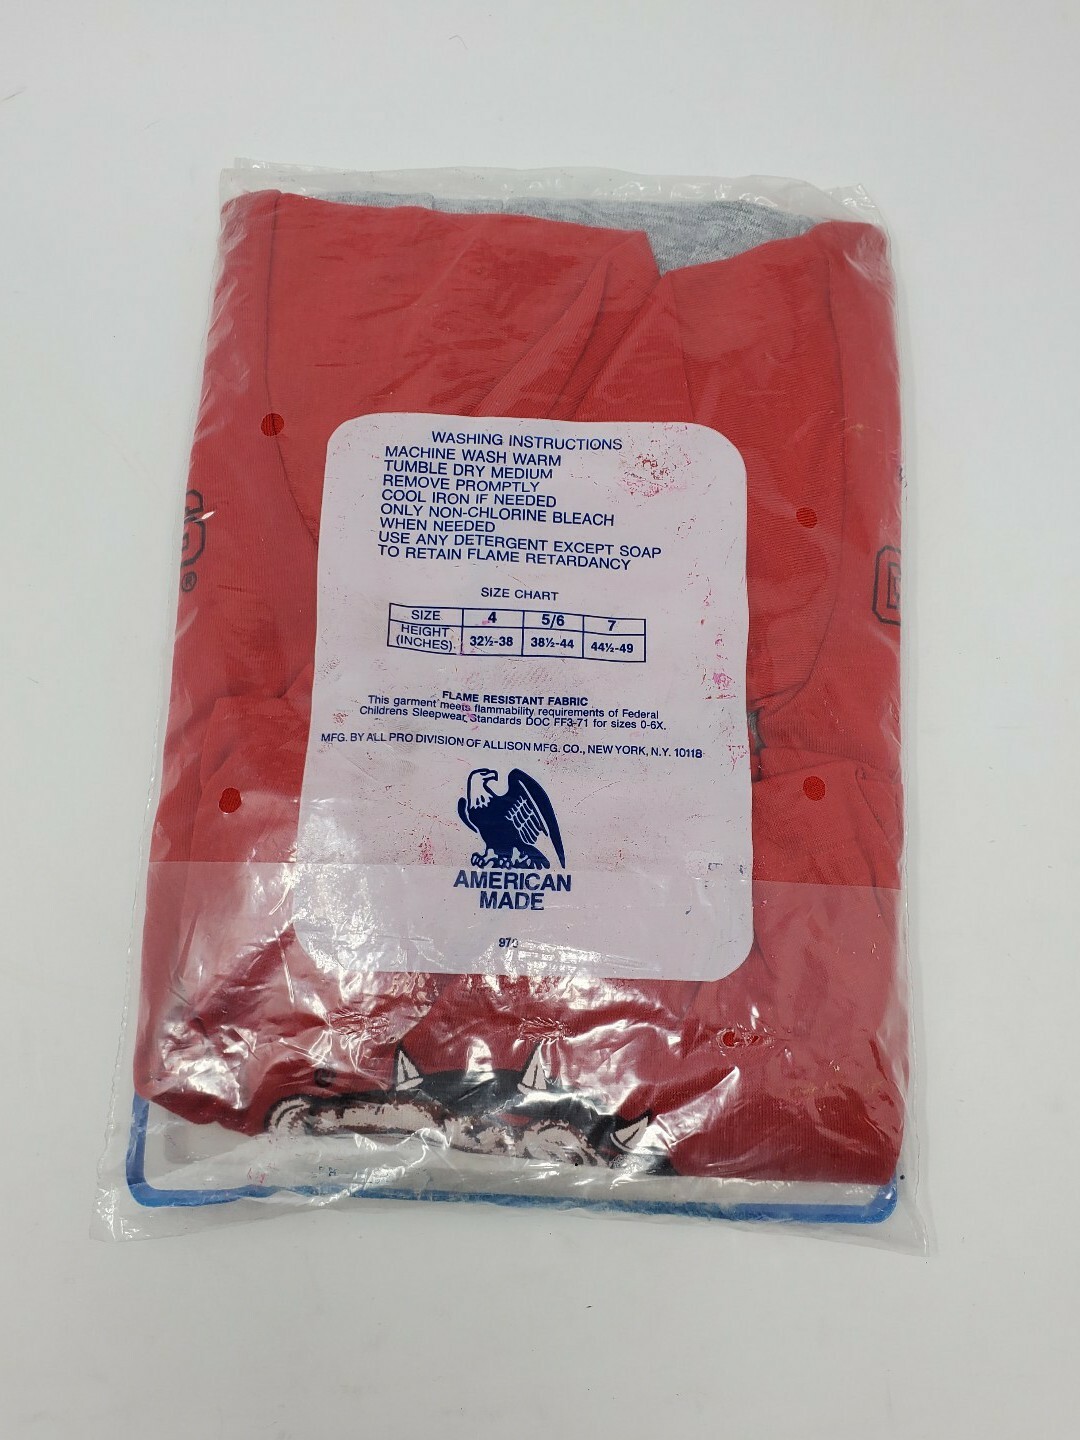 WASHING INSTRUCTIONS
MACHINE WASH WARM
TUMBLE DRY MEDIUM
REMOVE PROMPTLY
COOL IRON IF NEEDED
ONLY NON-CHLORINE BLEACH
WHEN NEEDED
USE ANY DETERGENT EXCEPT SOAP
TO RETAIN FLAME RETARDANCY
SIZE CHART
SIZE 4 5/6 7
HEIGHT (INCHES) 32½-38 38½-44 44½-49
FLAME RESISTANT FABRIC
This garment meets flammability requirements of Federal
Childrens Sleepwear Standards DOC FF3-71 for sizes 0-6X.
MFG. BY ALL PRO DIVISION OF ALLISON MFG. CO., NEW YORK, N.Y. 10118
AMERICAN
MADE
G
®